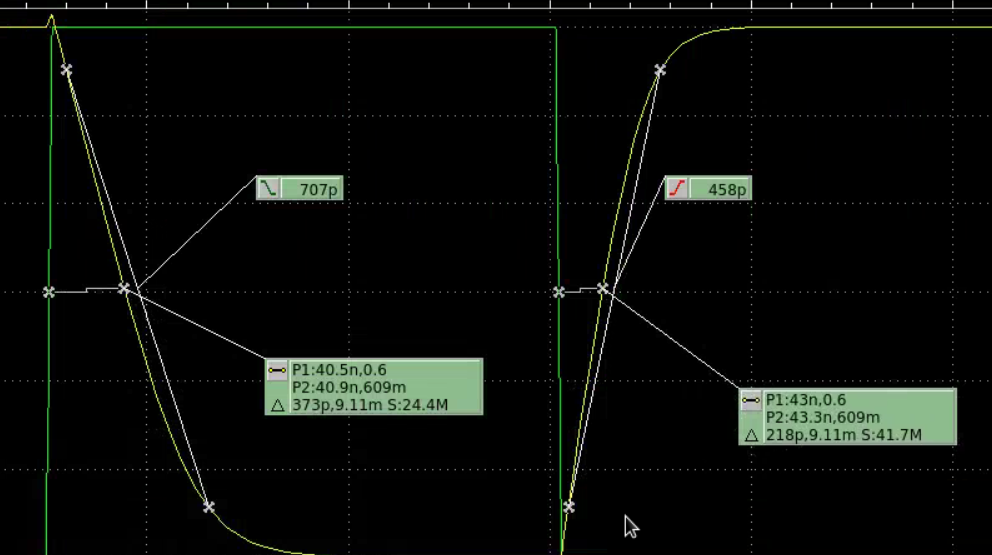 707p
458p
P1:40.5n,0.6
P2:40.9n,609m
373p,9.11m S:24.4M
P1:43n,0.6
P2:43.3n,609m
218p,9.11m S:41.7M